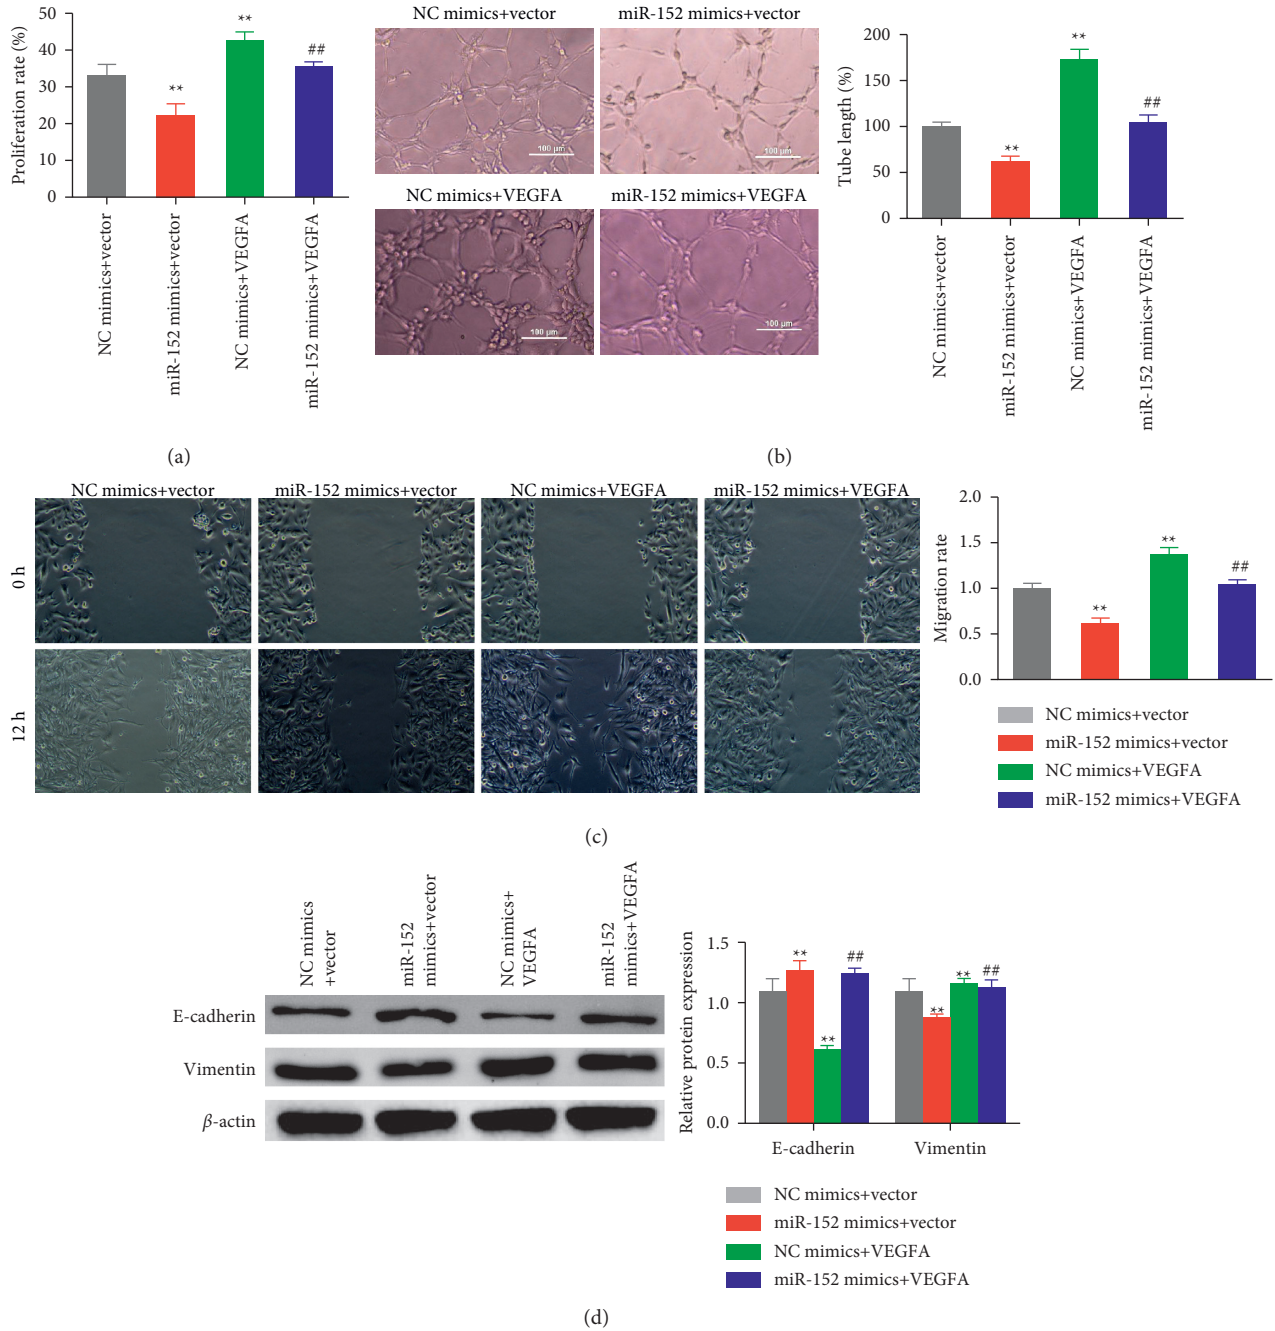 Proliferation rate (%)
50
40
30
20
10
0
**
**
##
NC mimics+vector
miR-152 mimics+vector
NC mimics+VEGFA
miR-152 mimics+VEGFA
(a)
NC mimics+vector
miR-152 mimics+vector
100 μm
100 μm
NC mimics+VEGFA
miR-152 mimics+VEGFA
100 μm
100 μm
Tube length (%)
200
150
100
50
0
**
**
##
NC mimics+vector
miR-152 mimics+vector
NC mimics+VEGFA
miR-152 mimics+VEGFA
(b)
NC mimics+vector
miR-152 mimics+vector
NC mimics+VEGFA
miR-152 mimics+VEGFA
0 h
12 h
Migration rate
2.0
1.5
1.0
0.5
0.0
**
**
##
NC mimics+vector
miR-152 mimics+vector
NC mimics+VEGFA
miR-152 mimics+VEGFA
(c)
NC mimics
+vector
miR-152
mimics+vector
NC mimics+
VEGFA
miR-152
mimics+VEGFA
E-cadherin
Vimentin
β-actin
Relative protein expression
1.5
1.0
0.5
0.0
**
**
##
**
**
##
E-cadherin
Vimentin
NC mimics+vector
miR-152 mimics+vector
NC mimics+VEGFA
miR-152 mimics+VEGFA
(d)